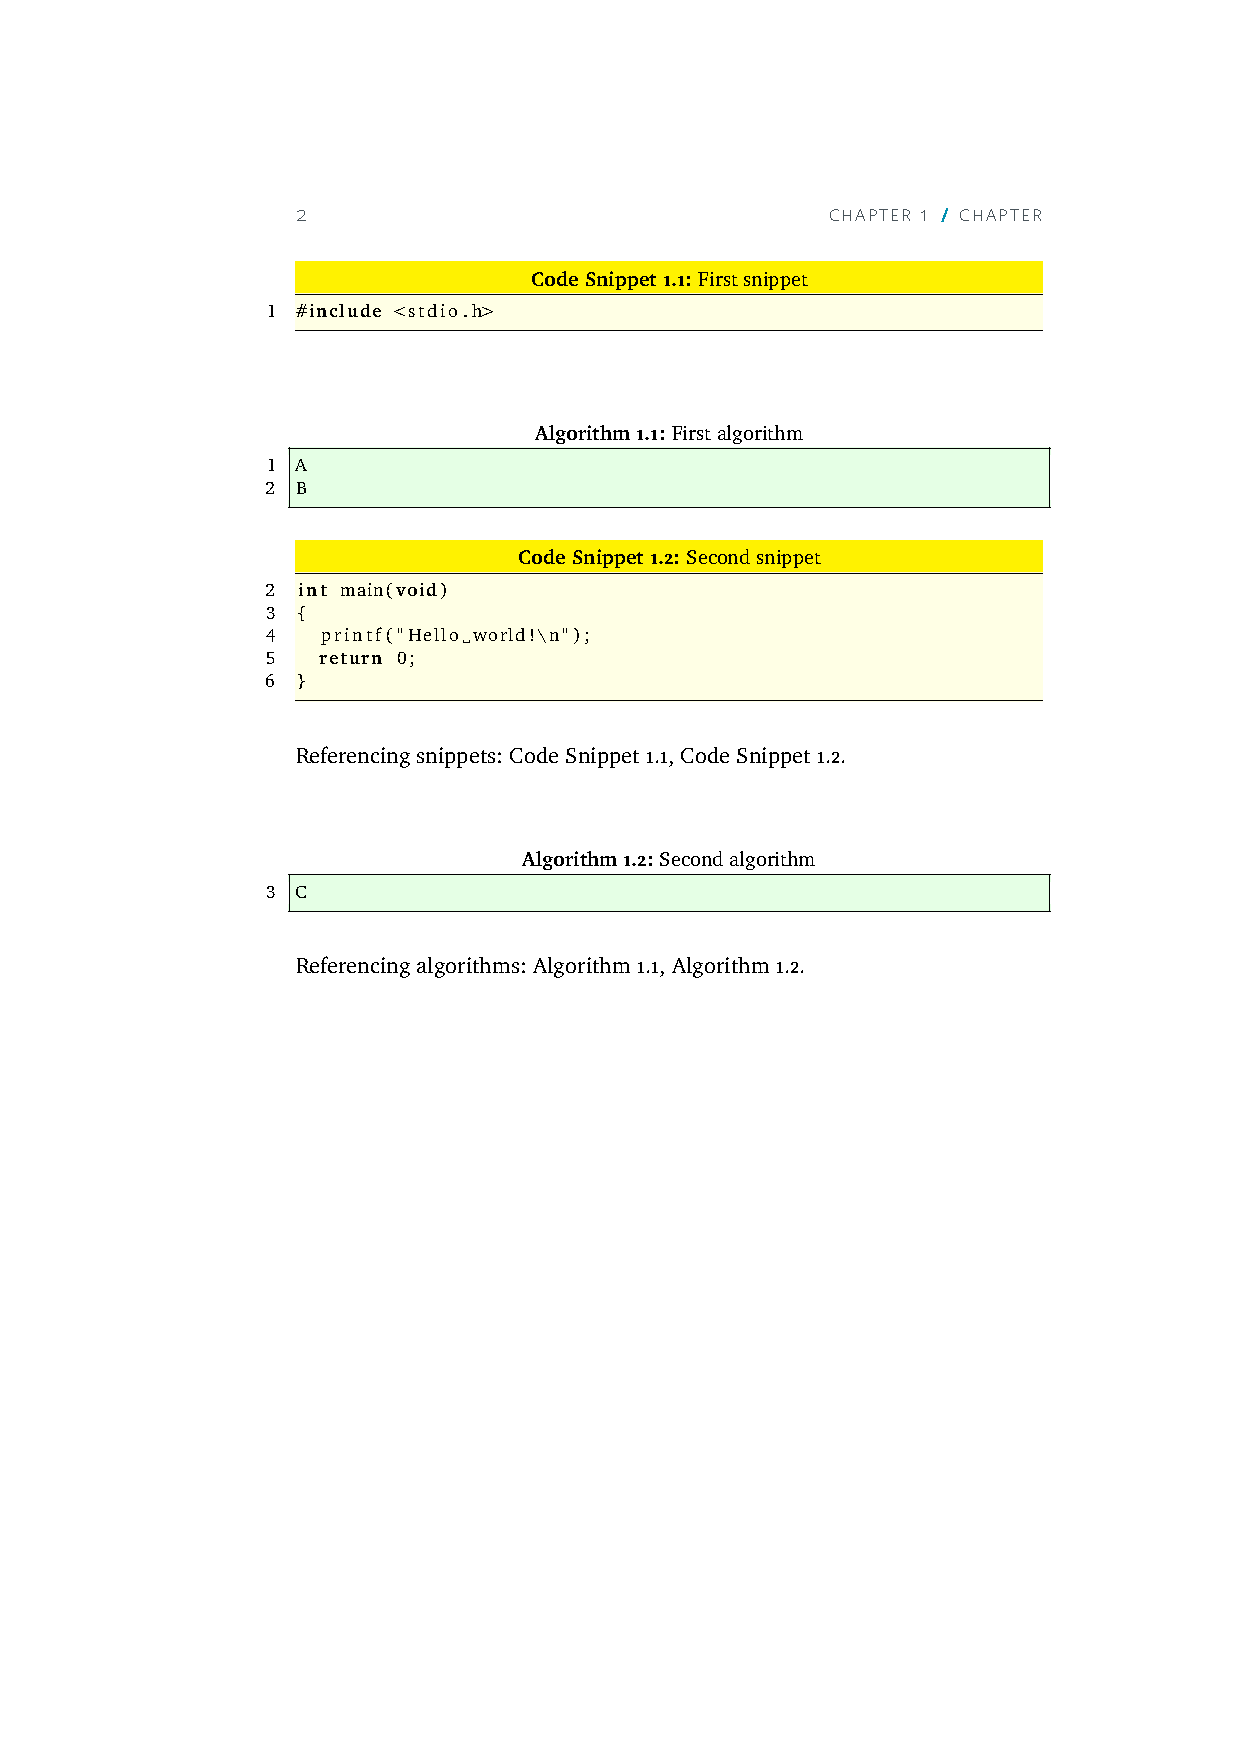 2 CHAPTER 1 / CHAPTER
Code Snippet 1.1: First snippet
1 #include <stdio.h>
Algorithm 1.1: First algorithm
1 A
2 B
Code Snippet 1.2: Second snippet
2 int main(void)
3 {
4 printf("Hello␣world!\n");
5 return 0;
6 }
Referencing snippets: Code Snippet 1.1, Code Snippet 1.2.
Algorithm 1.2: Second algorithm
3 C
Referencing algorithms: Algorithm 1.1, Algorithm 1.2.